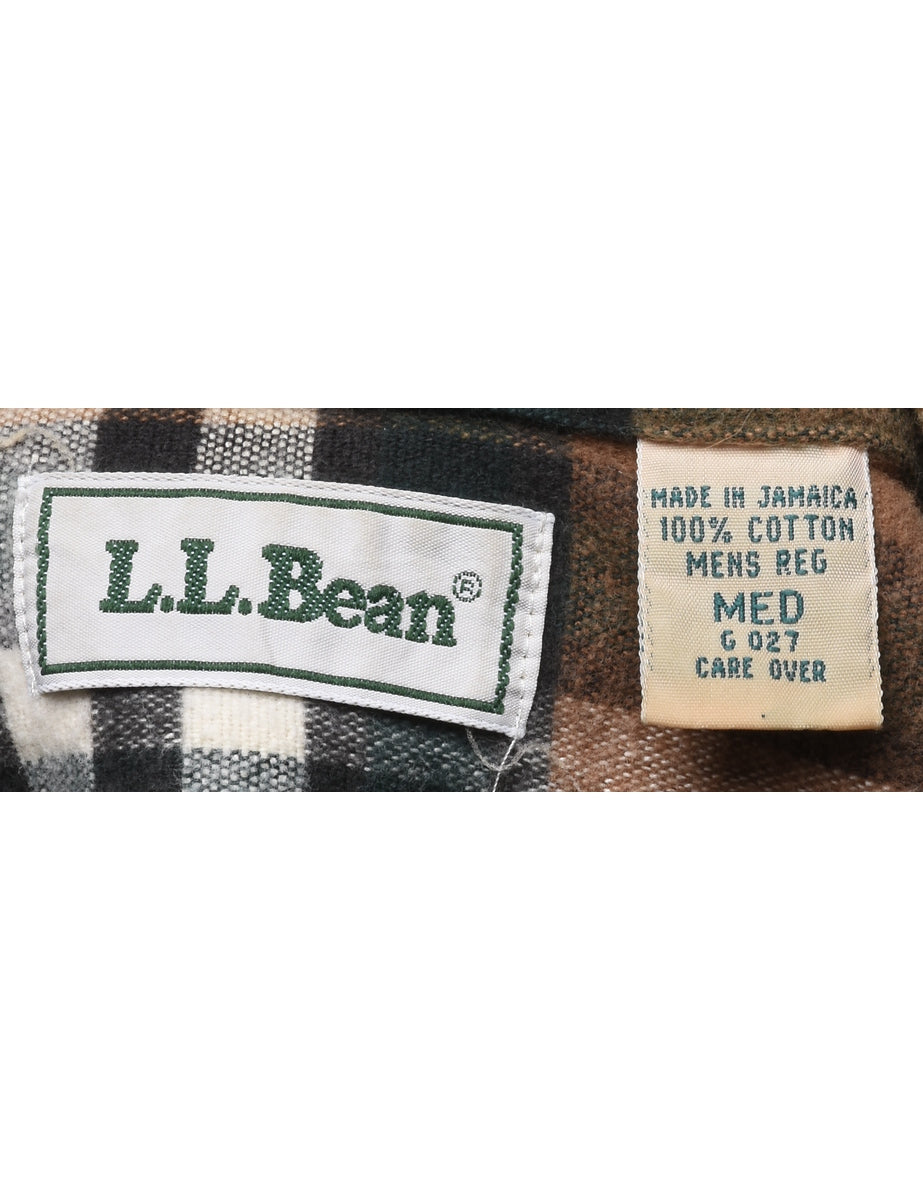 L.L.Bean®
MADE IN JAMAICA
100% COTTON
MENS REG
MED
G 027
CARE OVER